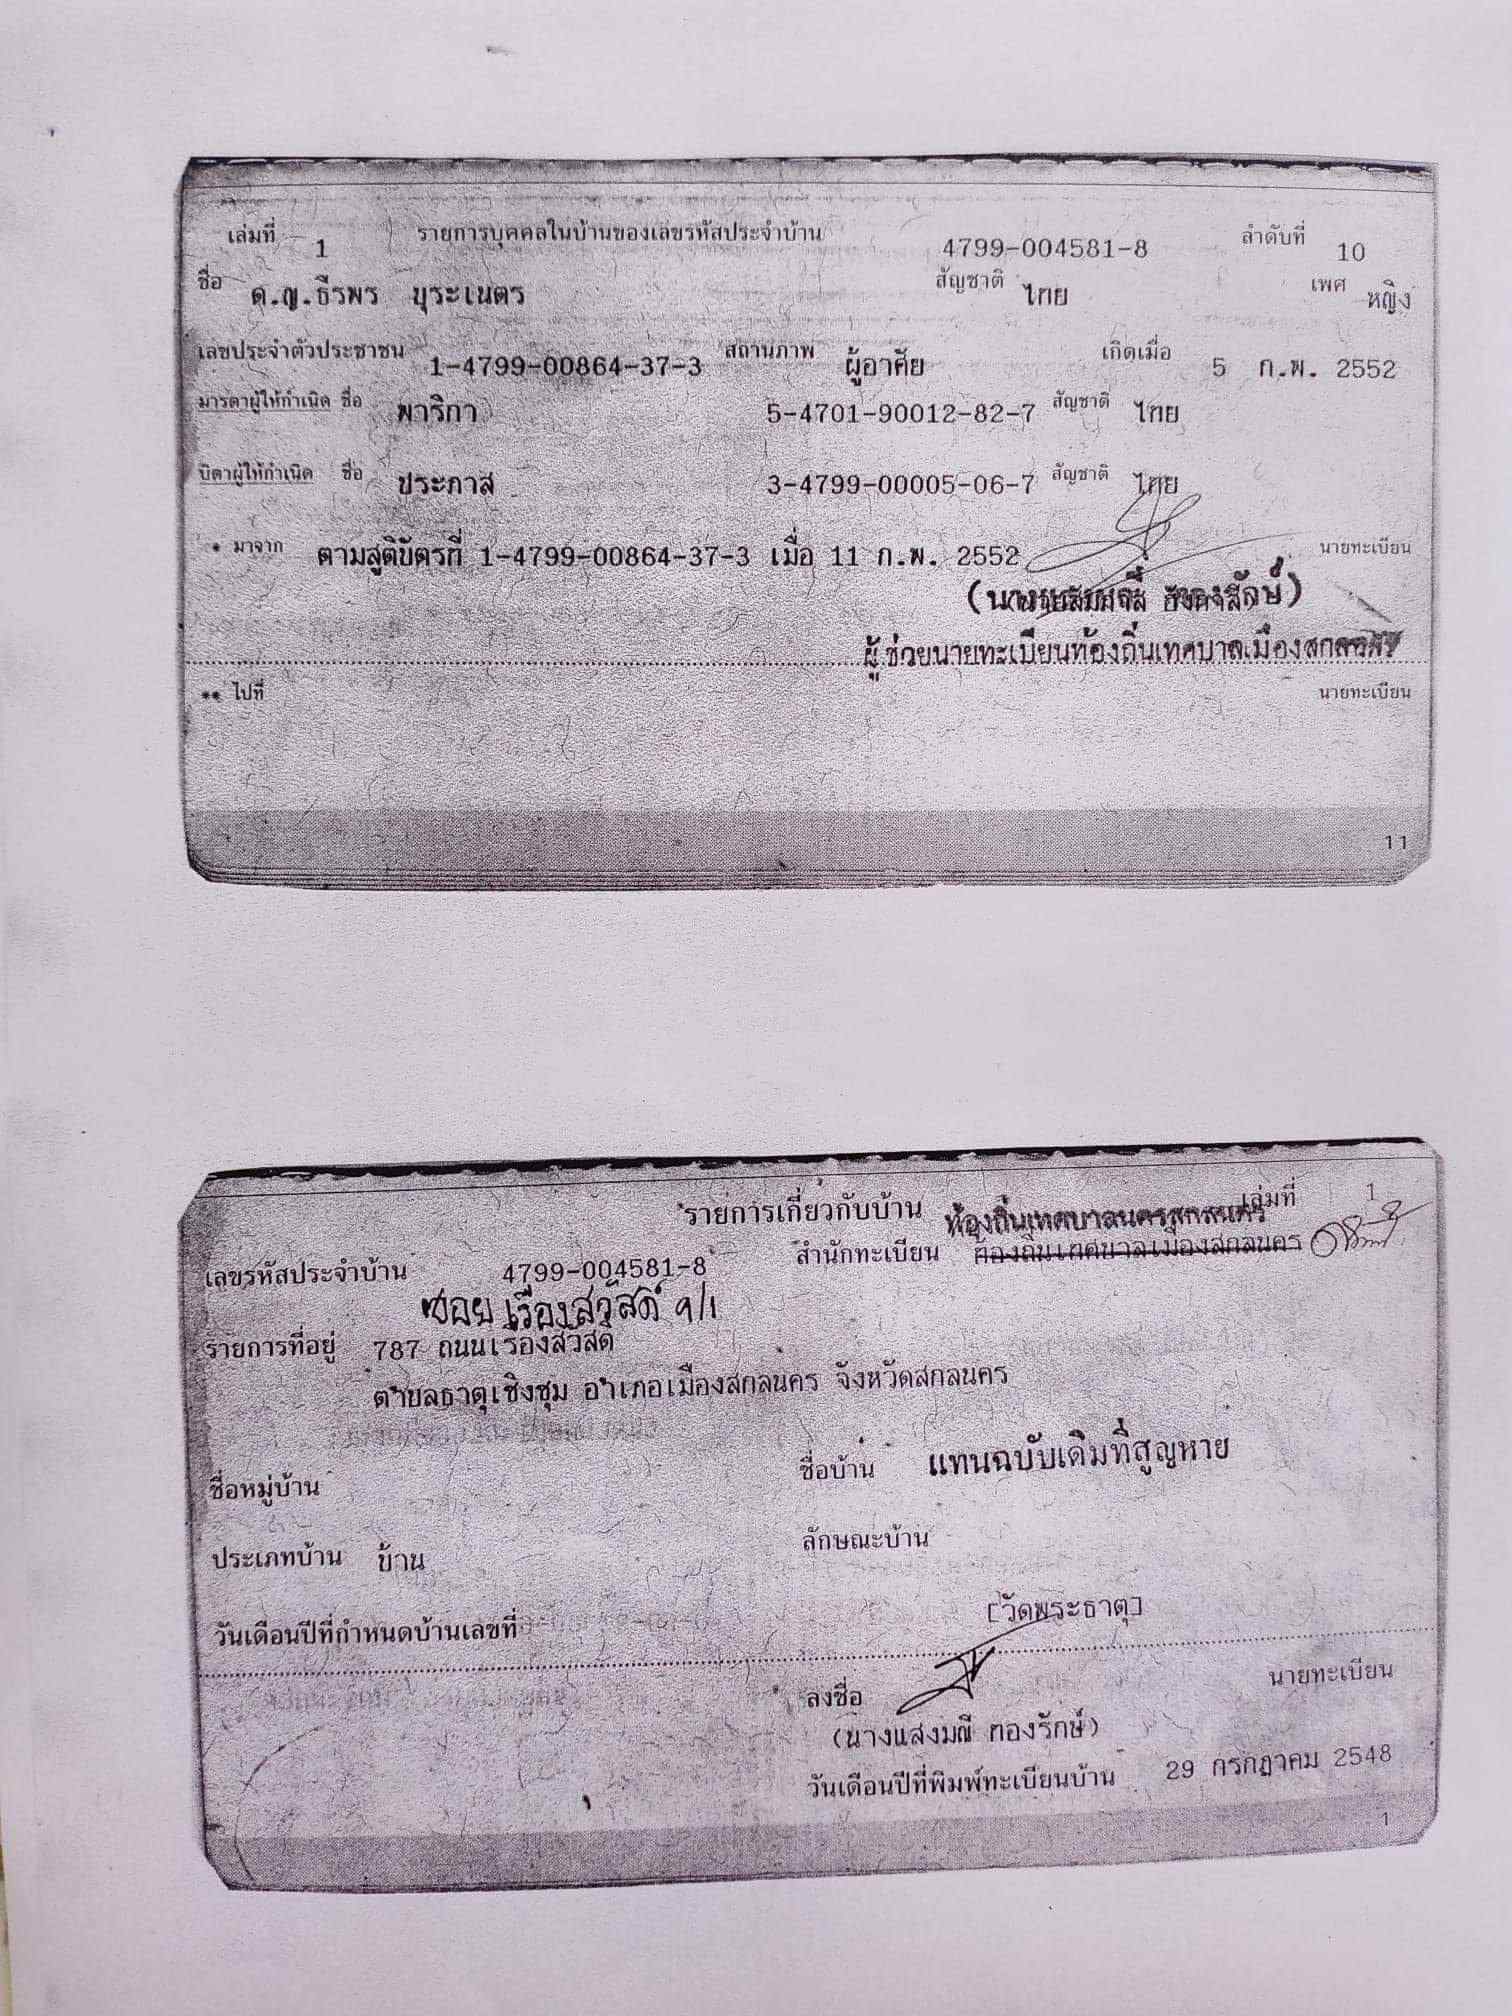 เล่มที่ 1 รายการบุคคลในบ้านของเลขรหัสประจำบ้าน 4799-004581-8 ลำดับที่ 10
ชื่อ ด.ญ.ธีรพร บุระเนตร สัญชาติ ไทย เพศ หญิง
เลขประจำตัวประชาชน 1-4799-00864-37-3 สถานภาพ ผู้อาศัย เกิดเมื่อ 5 ก.พ. 2552
มารดาผู้ให้กำเนิด ชื่อ พาริกา 5-4701-90012-82-7 สัญชาติ ไทย
บิดาผู้ให้กำเนิด ชื่อ ประภาส 3-4799-00005-06-7 สัญชาติ ไทย
* มาจาก ตามสูติบัตรที่ 1-4799-00864-37-3 เมื่อ 11 ก.พ. 2552 นายทะเบียน
ผู้ช่วยนายทะเบียนท้องถิ่นเทศบาลเมืองสกลนคร
** ไปที่ นายทะเบียน
11
รายการเกี่ยวกับบ้าน เล่มที่ 1
ท้องถิ่นเทศบาลนครสกลนคร
เลขรหัสประจำบ้าน 4799-004581-8 สำนักทะเบียน ท้องถิ่นเทศบาลเมืองสกลนคร
ซอย เรืองสวัสดิ์ ๑/1
รายการที่อยู่ 787 ถนนเรืองสวัสดิ์
ตำบลธาตุเชิงชุม อำเภอเมืองสกลนคร จังหวัดสกลนคร
ชื่อหมู่บ้าน ชื่อบ้าน แทนฉบับเดิมที่สูญหาย
ประเภทบ้าน บ้าน ลักษณะบ้าน
[วัดพระธาตุ]
วันเดือนปีที่กำหนดบ้านเลขที่
ลงชื่อ นายทะเบียน
(นางแสงมณี ทองรักษ์)
วันเดือนปีที่พิมพ์ทะเบียนบ้าน 29 กรกฎาคม 2548
1